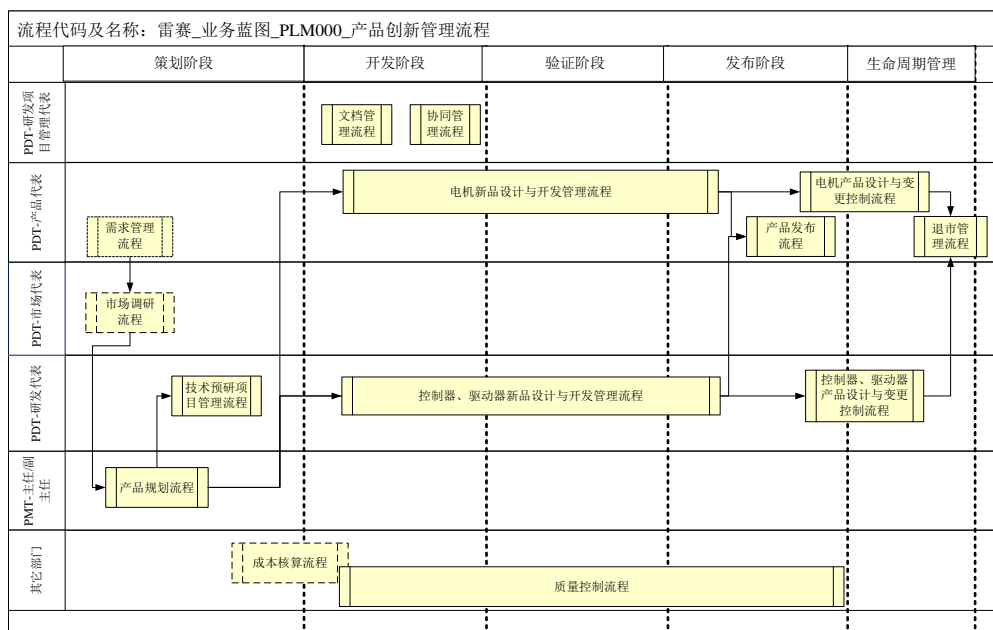 流程代码及名称：雷赛_业务蓝图_PLM000_产品创新管理流程
策划阶段
开发阶段
验证阶段
发布阶段
生命周期管理
PDT-研发项
目管理代表
文档管
理流程
协同管
理流程
PDT-产品代表
电机新品设计与开发管理流程
电机产品设计与变
更控制流程
需求管理
流程
产品发布
流程
退市管
理流程
PDT-市场代表
市场调研
流程
PDT-研发代表
技术预研项
目管理流程
控制器、驱动器新品设计与开发管理流程
控制器、驱动器
产品设计与变更
控制流程
PMT-主任/副
主任
产品规划流程
其它部门
成本核算流程
质量控制流程